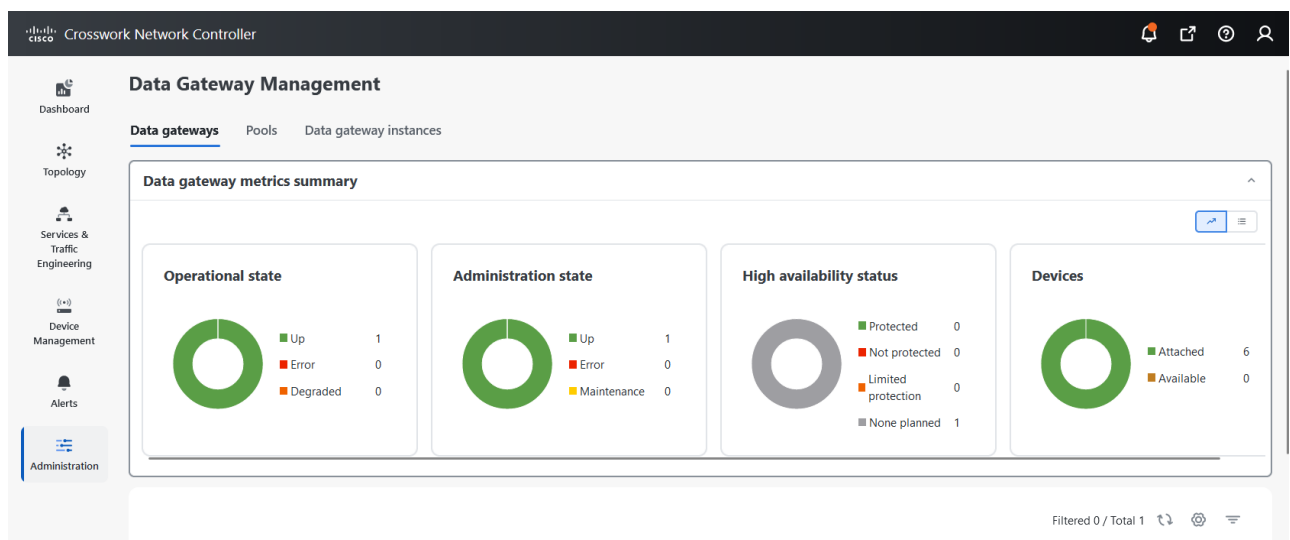 cisco Crosswork Network Controller
Dashboard
Topology
Services &
Traffic
Engineering
Device
Management
Alerts
Administration
Data Gateway Management
Data gateways Pools Data gateway instances
Data gateway metrics summary
Operational state
Up 1
Error 0
Degraded 0
Administration state
Up 1
Error 0
Maintenance 0
High availability status
Protected 0
Not protected 0
Limited
protection 0
None planned 1
Devices
Attached 6
Available 0
Filtered 0 / Total 1